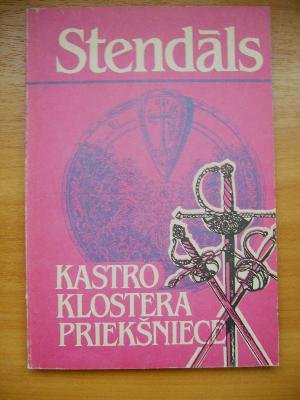 Stendāls
KASTRO
KLOSTERA
PRIEKŠNIECE